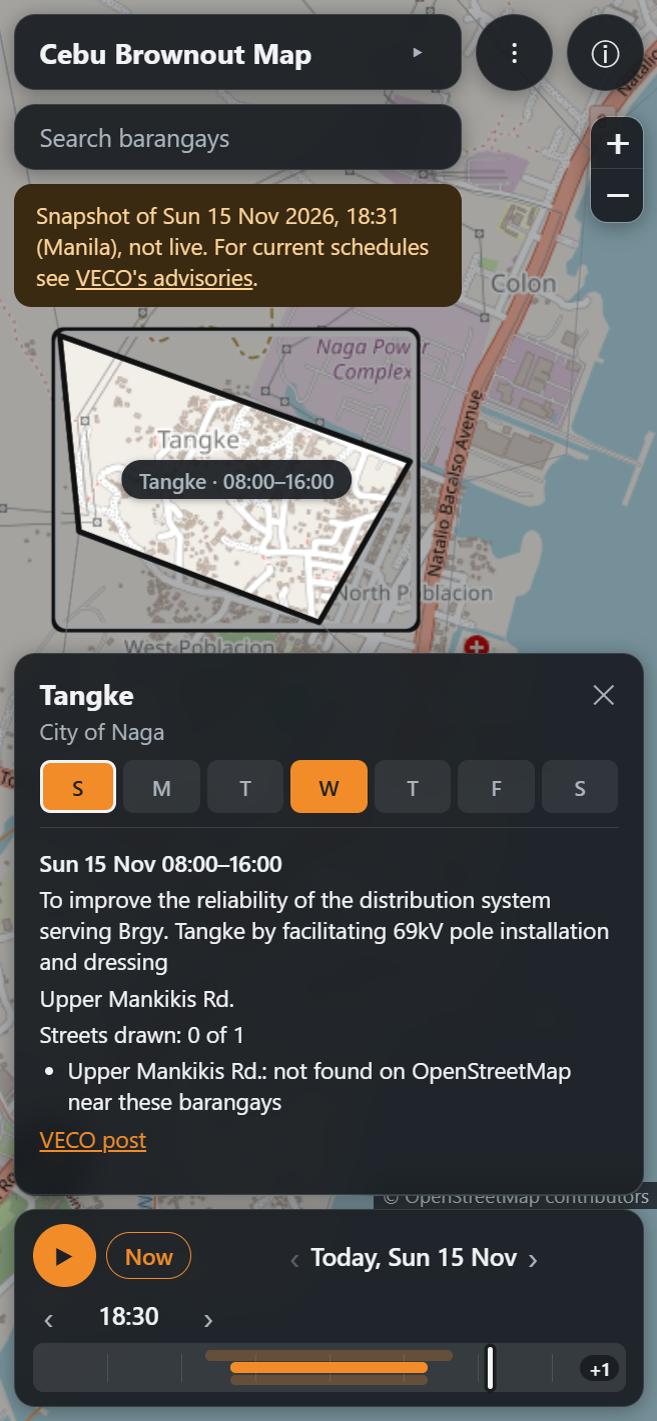 Cebu Brownout Map
Search barangays
Snapshot of Sun 15 Nov 2026, 18:31
(Manila), not live. For current schedules
see VECO's advisories.
Colon
Naga Pow r
Complex
Tangke
Tangke · 08:00–16:00
Natalio Bacalso Avenue
Natalio
North P blacion
West Poblacion
Tangke
City of Naga
S M T W T F S
Sun 15 Nov 08:00–16:00
To improve the reliability of the distribution system
serving Brgy. Tangke by facilitating 69kV pole installation
and dressing
Upper Mankikis Rd.
Streets drawn: 0 of 1
• Upper Mankikis Rd.: not found on OpenStreetMap
near these barangays
VECO post
© OpenStreetMap contributors
Now
‹ Today, Sun 15 Nov ›
‹ 18:30 ›
+1